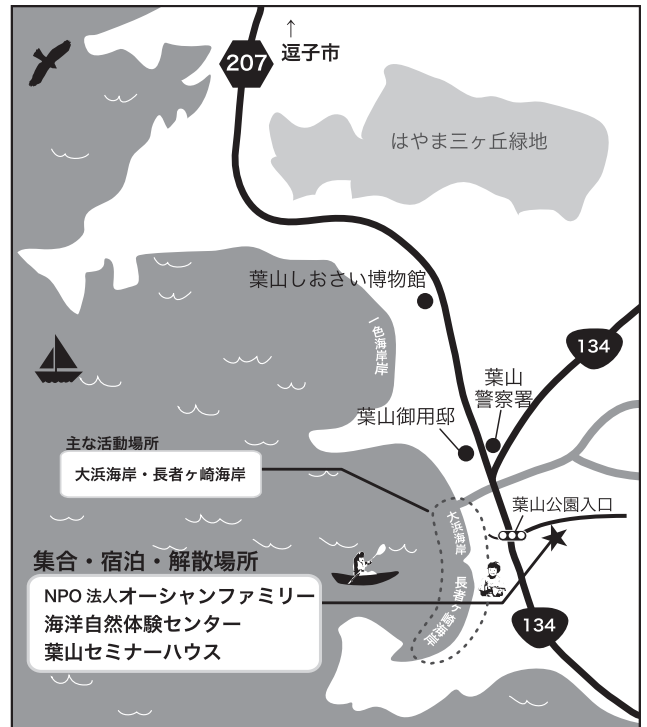 ↑
逗子市
207
はやま三ヶ丘緑地
葉山しおさい博物館
一色海岸岸
134
葉山
警察署
葉山御用邸
主な活動場所
大浜海岸・長者ヶ崎海岸
葉山公園入口
大浜海岸
長者ヶ崎海岸
集合・宿泊・解散場所
NPO 法人オーシャンファミリー
海洋自然体験センター
葉山セミナーハウス
134